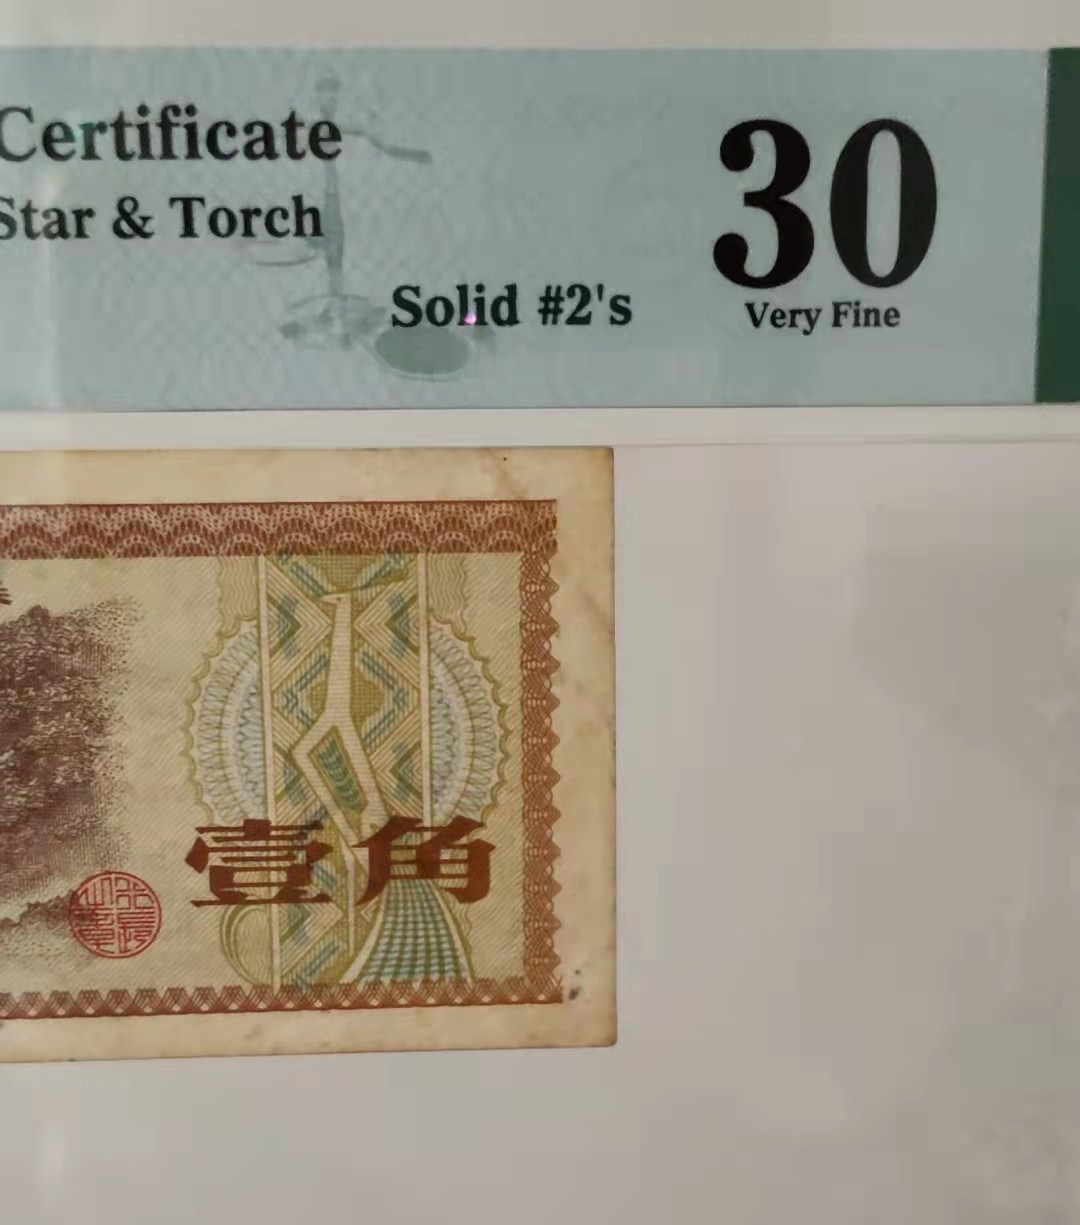 Certificate
Star & Torch
Solid #2's
30
Very Fine
壹角